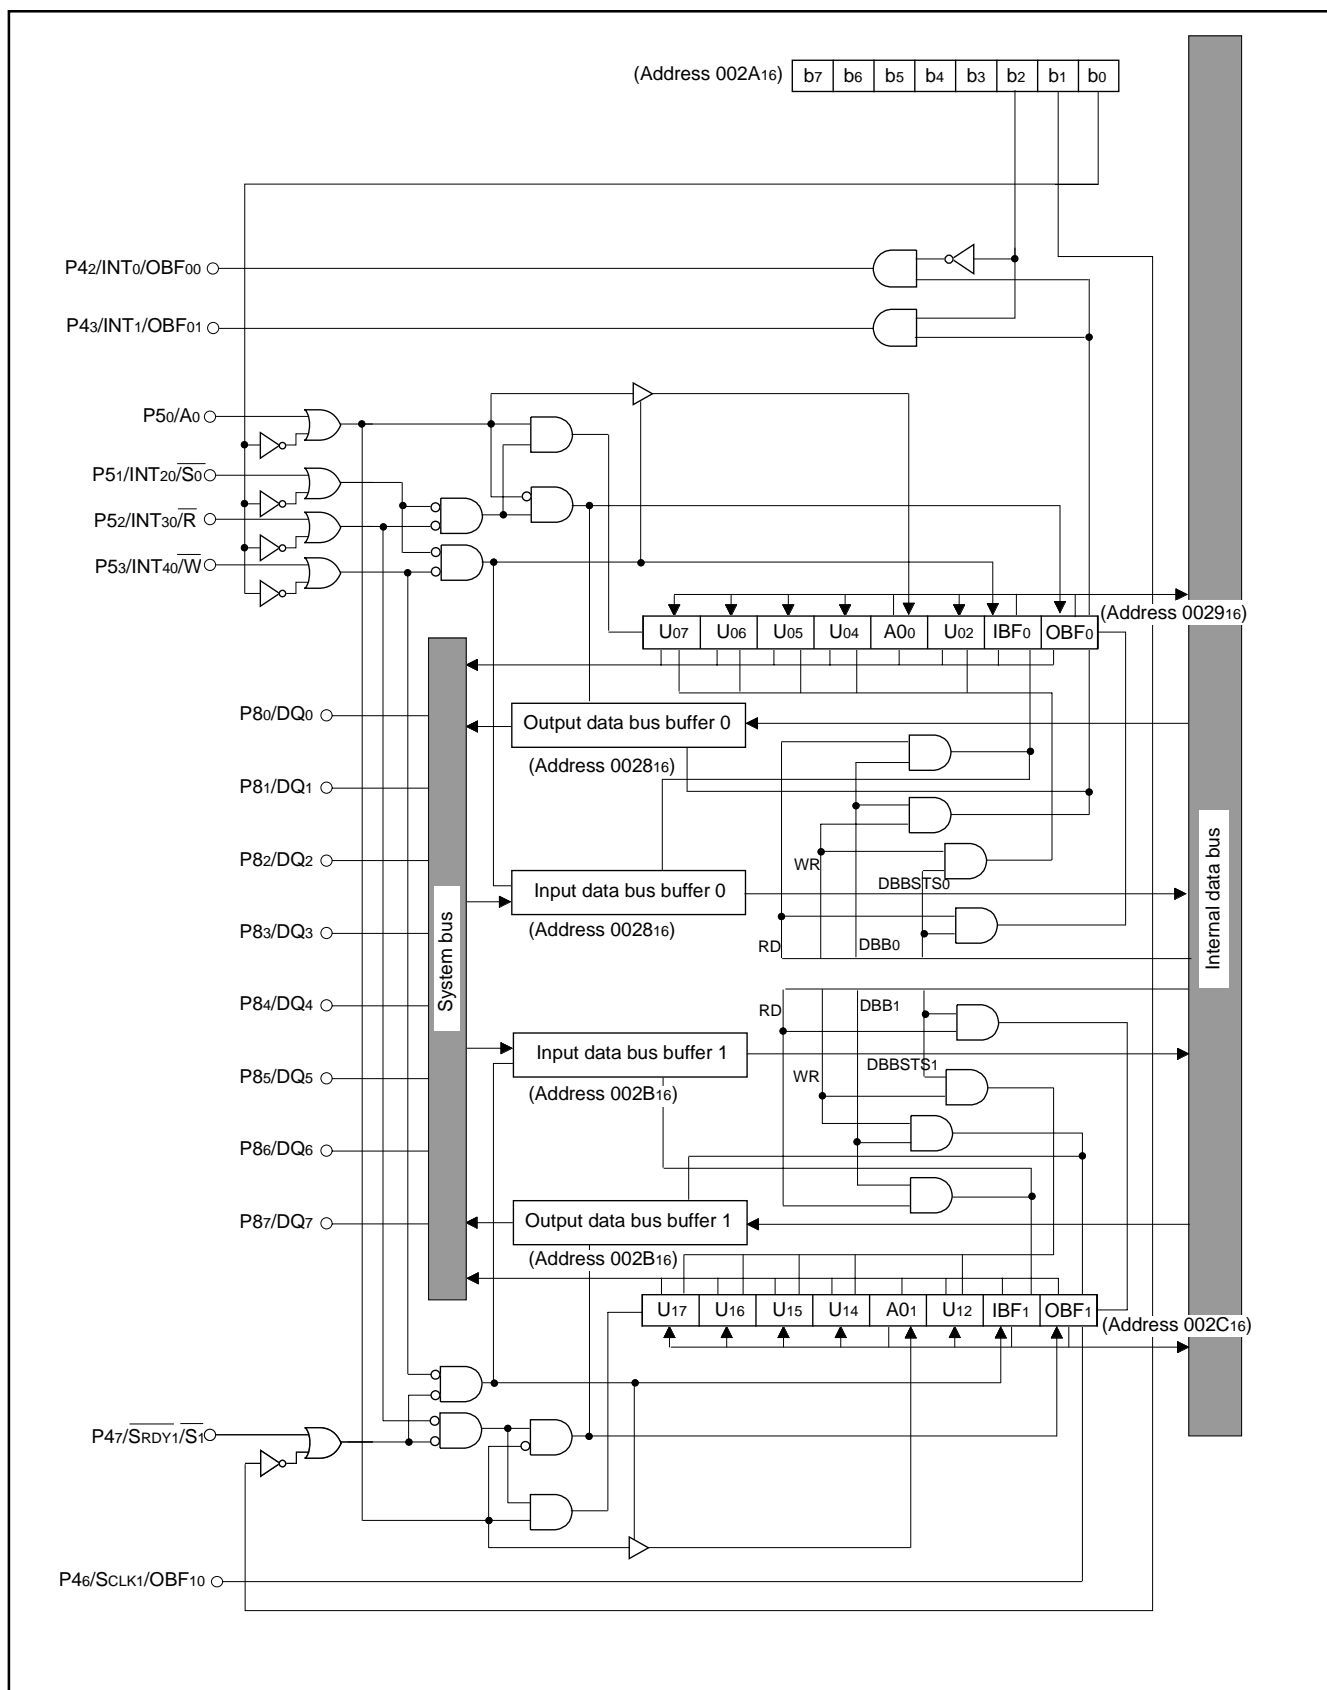 (Address 002A16) b7 b6 b5 b4 b3 b2 b1 b0
P42/INT0/OBF00
P43/INT1/OBF01
P50/A0
P51/INT20/S0
P52/INT30/R
P53/INT40/W
(Address 002916)
U07 U06 U05 U04 A00 U02 IBF0 OBF0
P80/DQ0
Output data bus buffer 0
(Address 002816)
P81/DQ1
P82/DQ2
WR
DBBSTS0
Input data bus buffer 0
(Address 002816)
P83/DQ3
RD
DBB0
System bus
Internal data bus
P84/DQ4
RD
DBB1
Input data bus buffer 1
(Address 002B16)
DBBSTS1
WR
P85/DQ5
P86/DQ6
P87/DQ7
Output data bus buffer 1
(Address 002B16)
U17 U16 U15 U14 A01 U12 IBF1 OBF1
(Address 002C16)
P47/SRDY1/S1
P46/SCLK1/OBF10